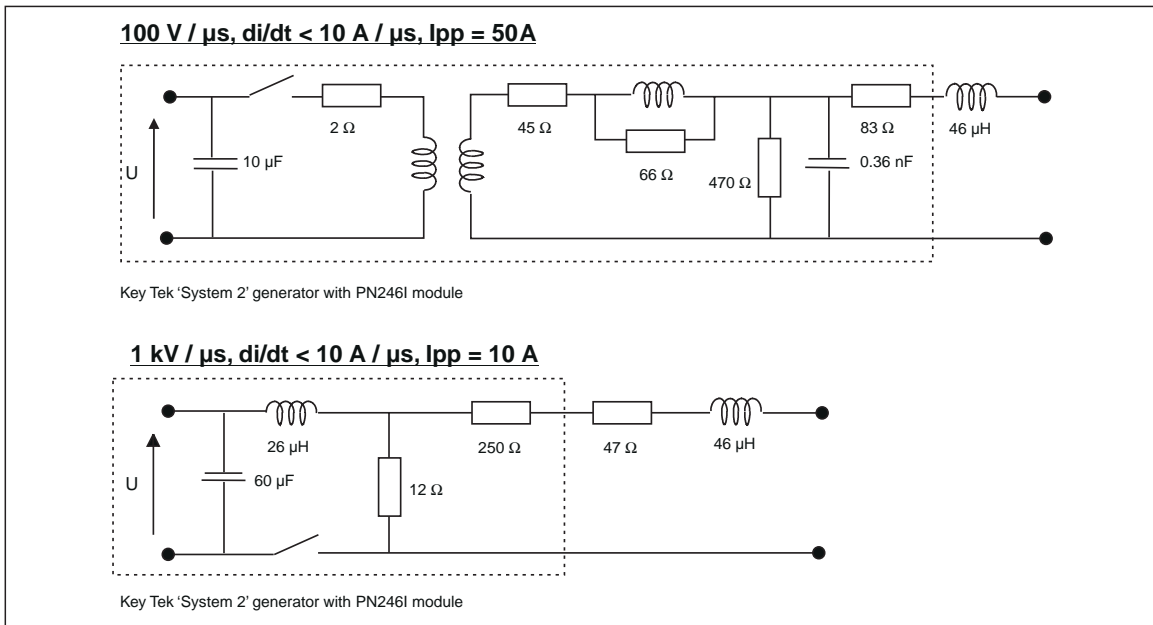 100 V / µs, di/dt < 10 A / µs, Ipp = 50A
U
10 µF
2 Ω
45 Ω
66 Ω
470 Ω
83 Ω
0.36 nF
46 µH
Key Tek ‘System 2’ generator with PN246I module
1 kV / µs, di/dt < 10 A / µs, Ipp = 10 A
U
60 µF
26 µH
12 Ω
250 Ω
47 Ω
46 µH
Key Tek ‘System 2’ generator with PN246I module